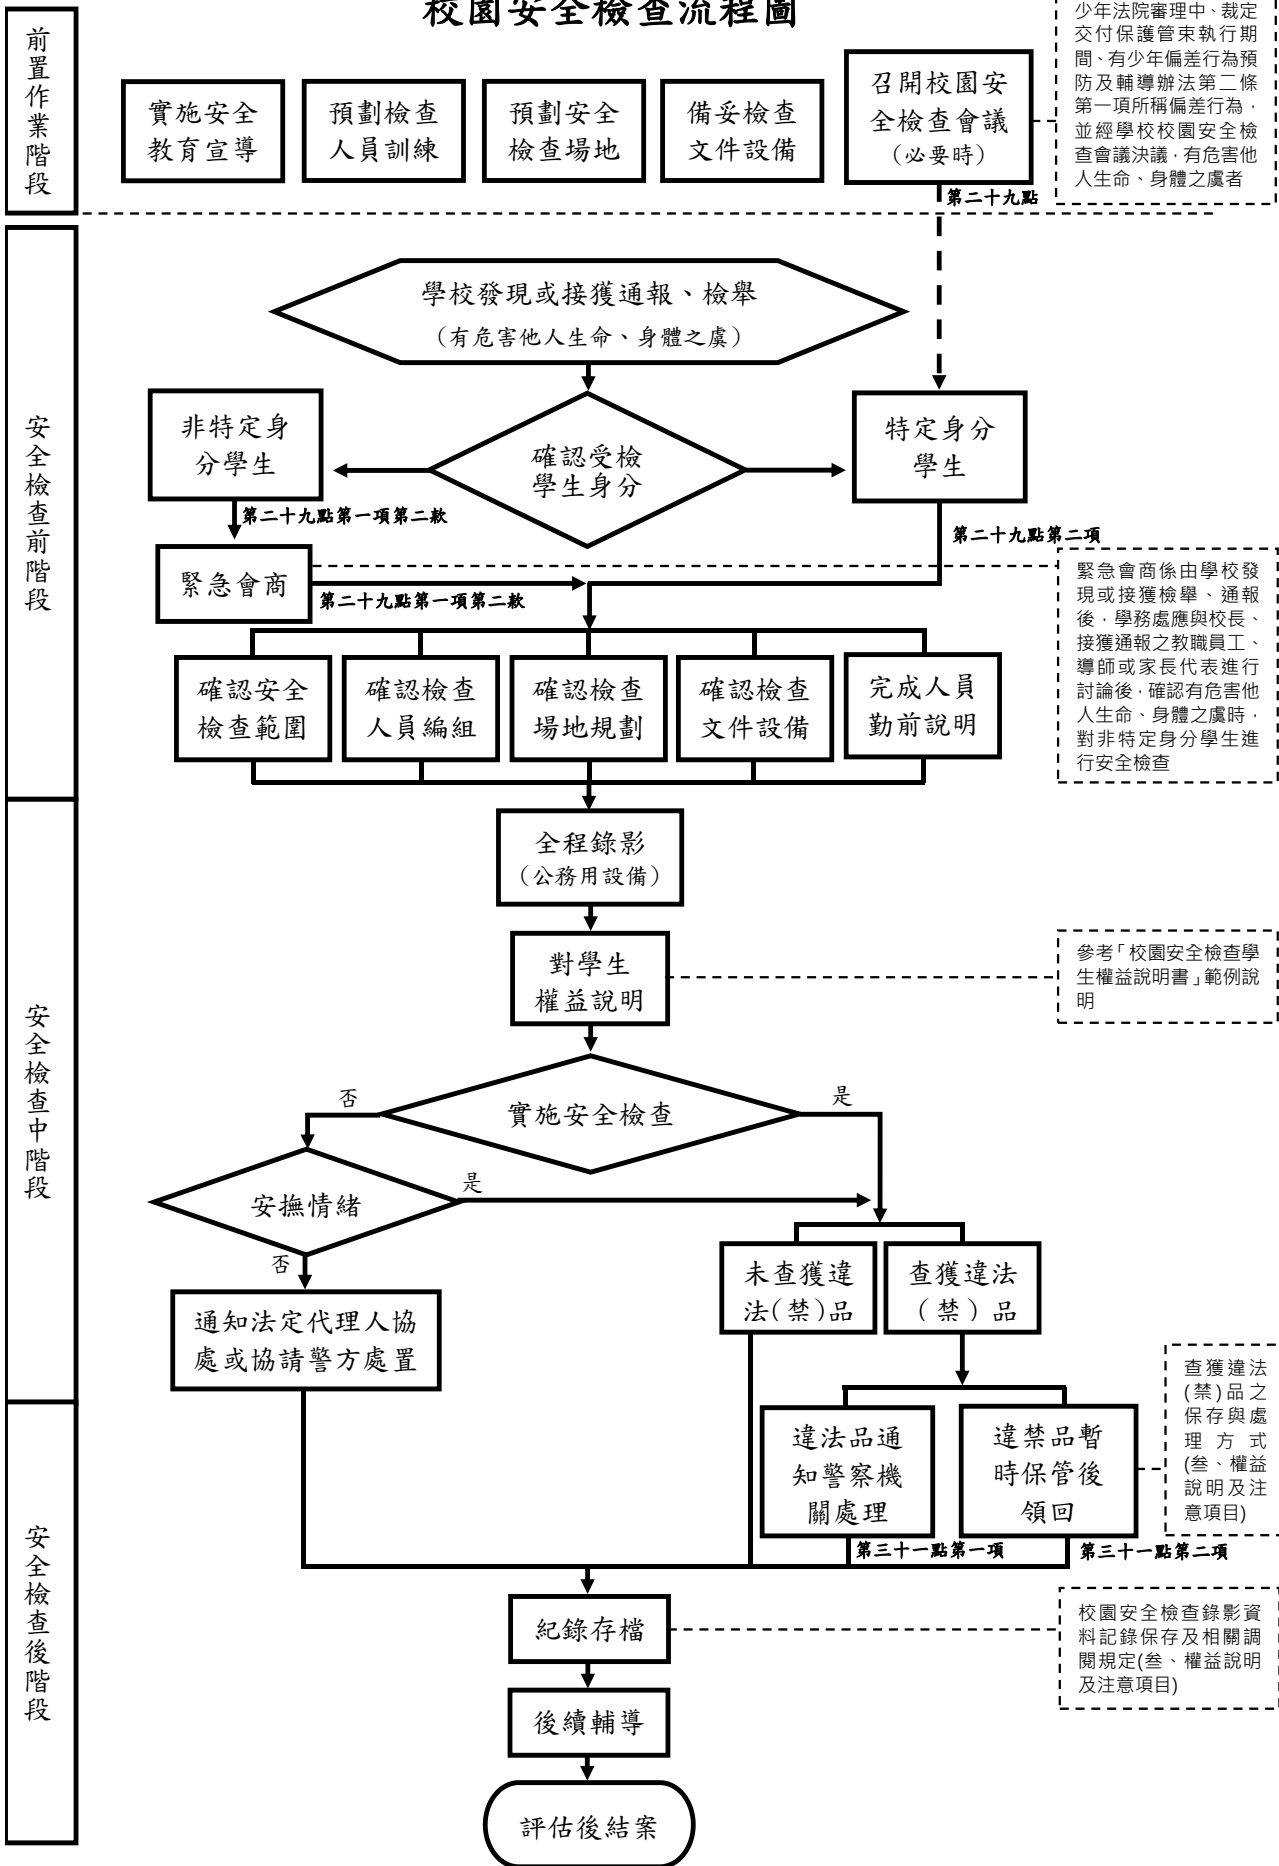 校園安全檢查流程圖
前置作業階段
實施安全
教育宣導
預劃檢查
人員訓練
預劃安全
檢查場地
備妥檢查
文件設備
召開校園安
全檢查會議
（必要時）
少年法院審理中、裁定
交付保護管束執行期
間、有少年偏差行為預
防及輔導辦法第二條
第一項所稱偏差行為，
並經學校校園安全檢
查會議決議，有危害他
人生命、身體之虞者
第二十九點
安全檢查前階段
學校發現或接獲通報、檢舉
（有危害他人生命、身體之虞）
非特定身
分學生
確認受檢
學生身分
特定身分
學生
第二十九點第一項第二款
第二十九點第二項
緊急會商
第二十九點第一項第二款
緊急會商係由學校發
現或接獲檢舉、通報
後，學務處應與校長、
接獲通報之教職員工、
導師或家長代表進行
討論後，確認有危害他
人生命、身體之虞時，
對非特定身分學生進
行安全檢查
確認安全
檢查範圍
確認檢查
人員編組
確認檢查
場地規劃
確認檢查
文件設備
完成人員
勤前說明
安全檢查中階段
全程錄影
（公務用設備）
對學生
權益說明
參考「校園安全檢查學
生權益說明書」範例說
明
實施安全檢查
否
是
安撫情緒
是
否
未查獲違
法(禁)品
查獲違法
（禁）品
通知法定代理人協
處或協請警方處置
安全檢查後階段
違法品通
知警察機
關處理
違禁品暫
時保管後
領回
查獲違法
(禁)品之
保存與處
理方式
(叁、權益
說明及注
意項目)
第三十一點第一項
第三十一點第二項
紀錄存檔
校園安全檢查錄影資
料記錄保存及相關調
閱規定(叁、權益說明
及注意項目)
後續輔導
評估後結案